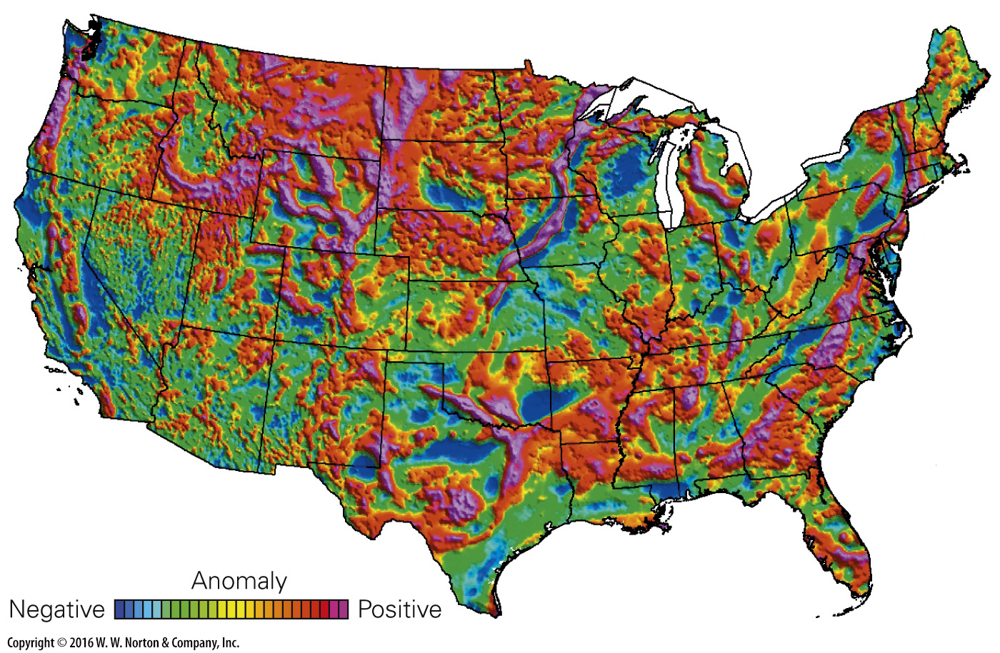 Anomaly
Negative Positive
Copyright © 2016 W. W. Norton & Company, Inc.